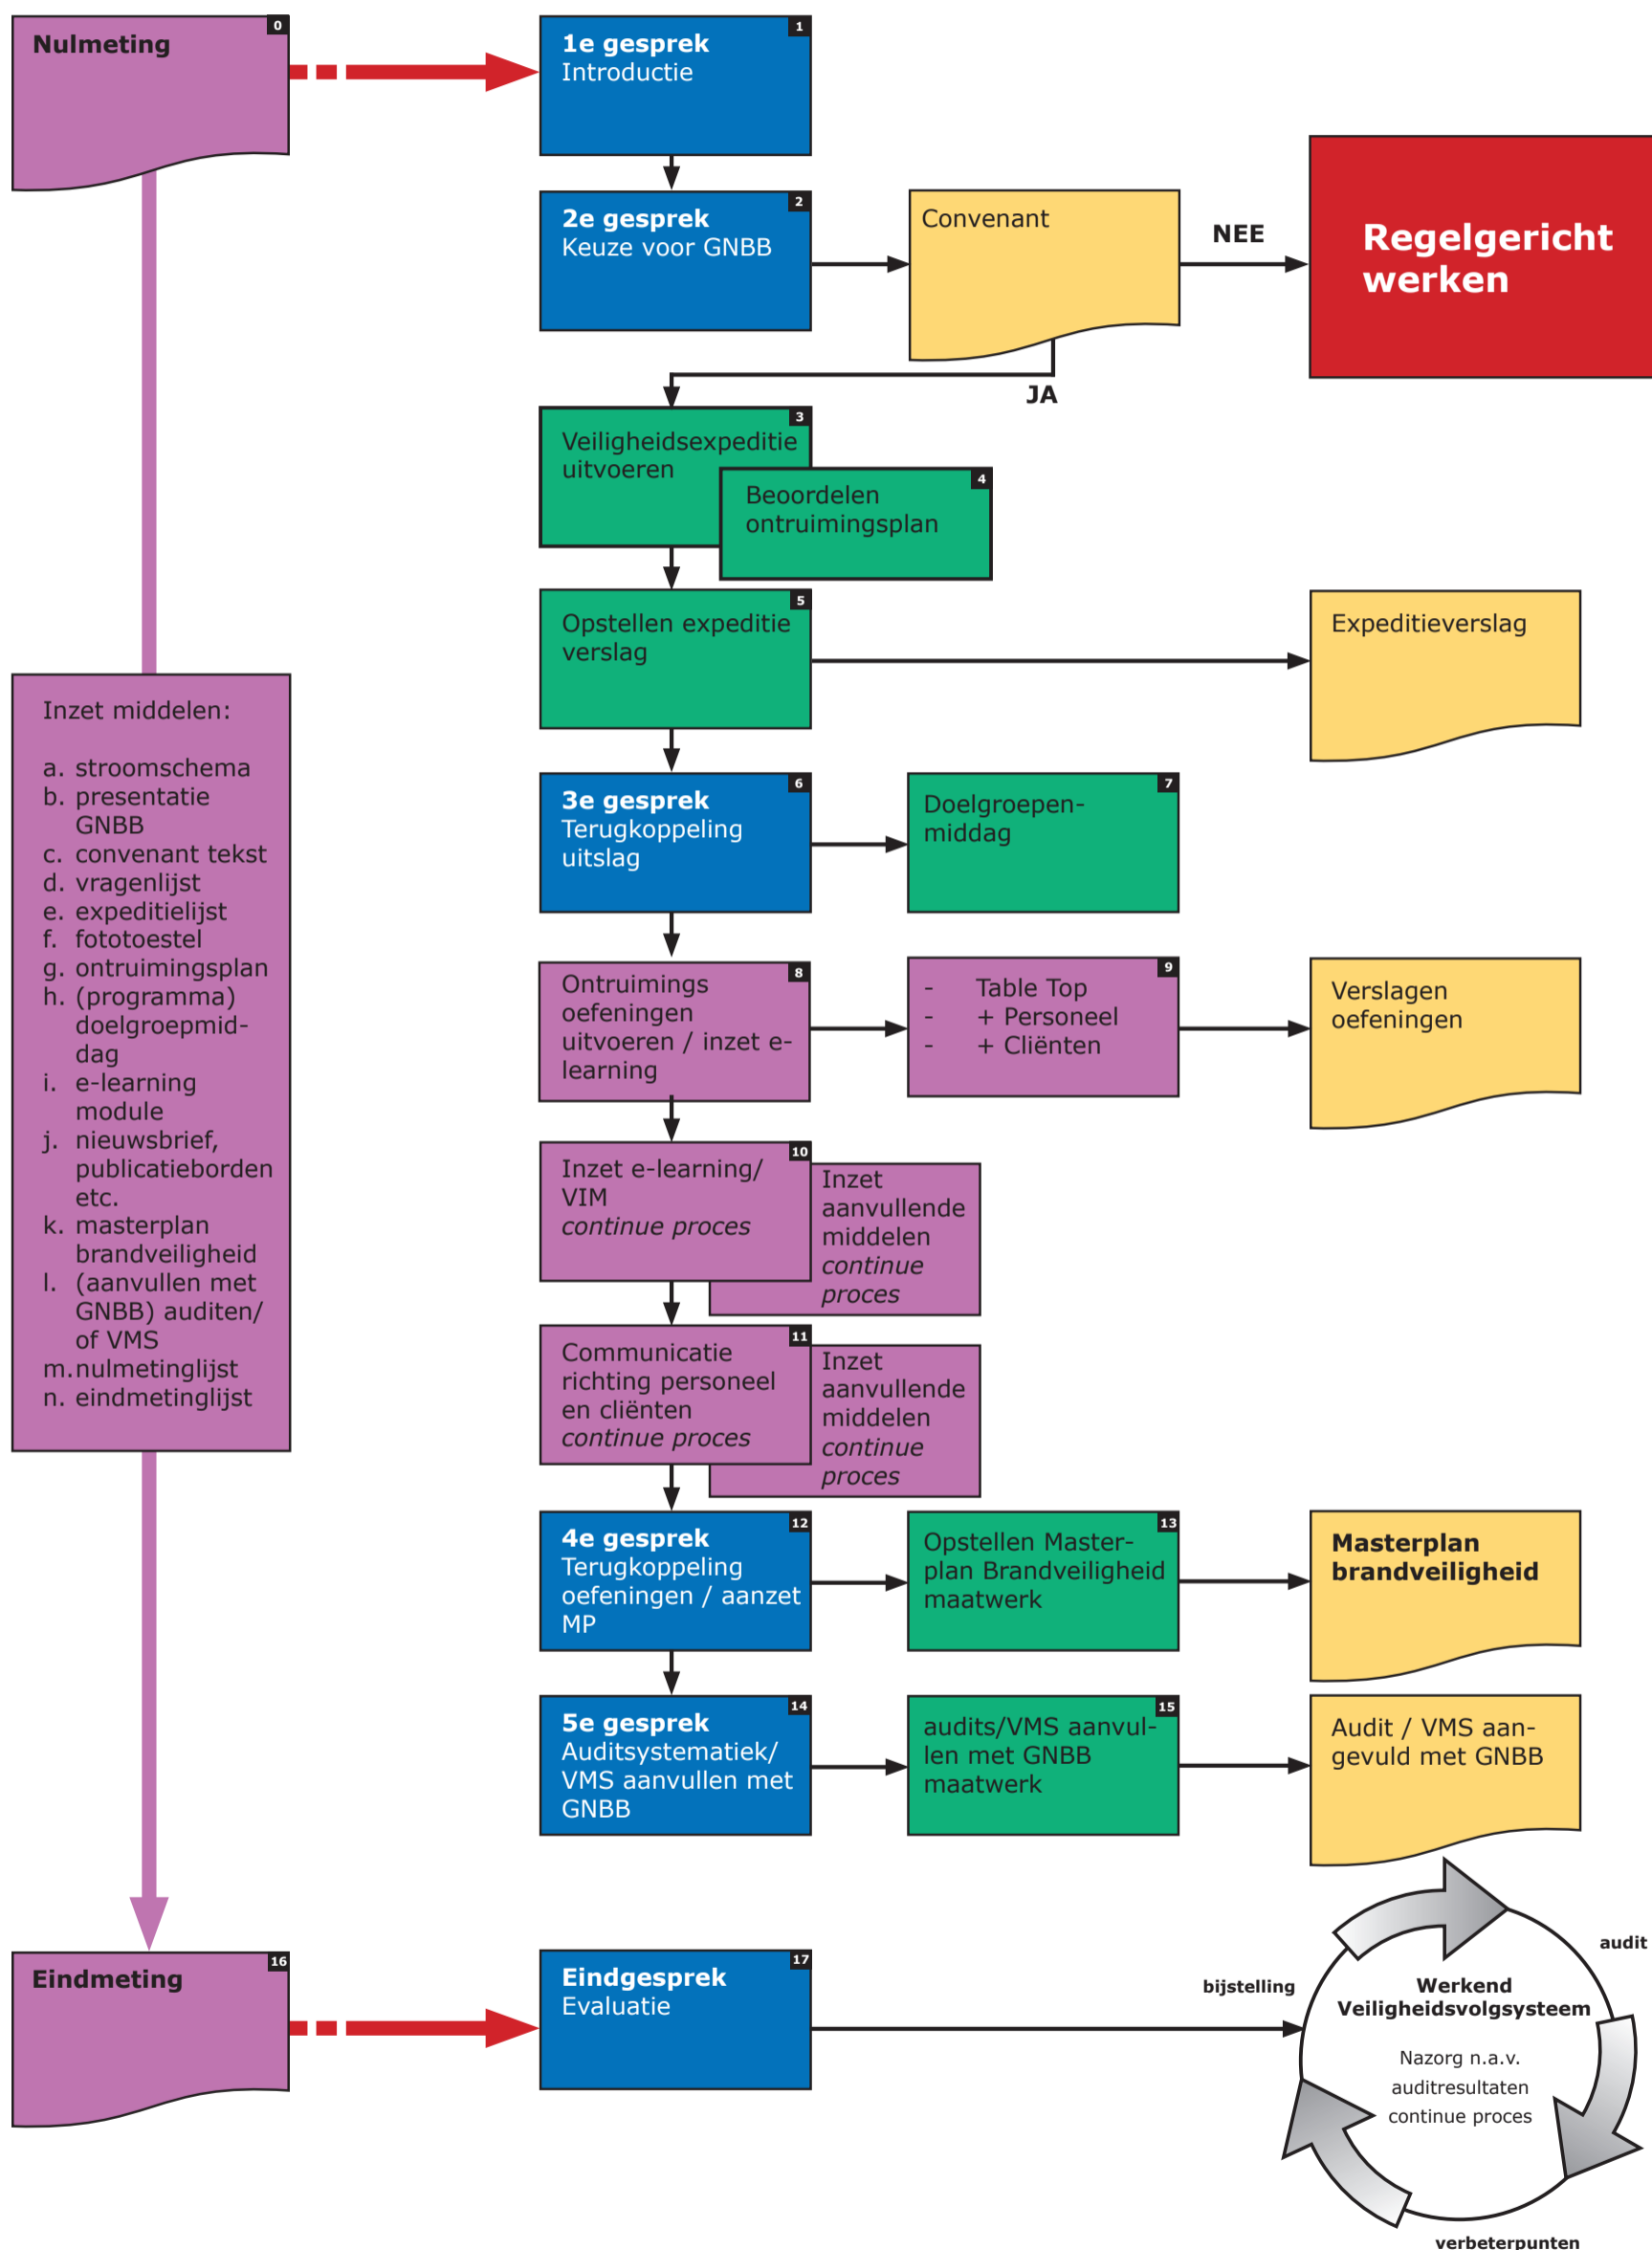 0
Nulmeting
1
1e gesprek
Introductie
2
2e gesprek
Keuze voor GNBB
Convenant
NEE
Regelgericht
werken
JA
3
Veiligheidsexpeditie
uitvoeren
4
Beoordelen
ontruimingsplan
5
Opstellen expeditie
verslag
Expeditieverslag
Inzet middelen:
a. stroomschema
b. presentatie
GNBB
c. convenant tekst
d. vragenlijst
e. expeditielijst
f. fototoestel
g. ontruimingsplan
h. (programma)
doelgroepmid-
dag
i. e-learning
module
j. nieuwsbrief,
publicatieborden
etc.
k. masterplan
brandveiligheid
l. (aanvullen met
GNBB) auditen/
of VMS
m.nulmetinglijst
n. eindmetinglijst
6
3e gesprek
Terugkoppeling
uitslag
7
Doelgroepen-
middag
8
Ontruimings
oefeningen
uitvoeren / inzet e-
learning
9
- Table Top
- + Personeel
- + Cliënten
Verslagen
oefeningen
10
Inzet e-learning/
VIM
continue proces
Inzet
aanvullende
middelen
continue
proces
11
Communicatie
richting personeel
en cliënten
continue proces
Inzet
aanvullende
middelen
continue
proces
12
4e gesprek
Terugkoppeling
oefeningen / aanzet
MP
13
Opstellen Master-
plan Brandveiligheid
maatwerk
Masterplan
brandveiligheid
14
5e gesprek
Auditsystematiek/
VMS aanvullen met
GNBB
15
audits/VMS aanvul-
len met GNBB
maatwerk
Audit / VMS aan-
gevuld met GNBB
16
Eindmeting
17
Eindgesprek
Evaluatie
audit
bijstelling
Werkend
Veiligheidsvolgsysteem
Nazorg n.a.v.
auditresultaten
continue proces
verbeterpunten